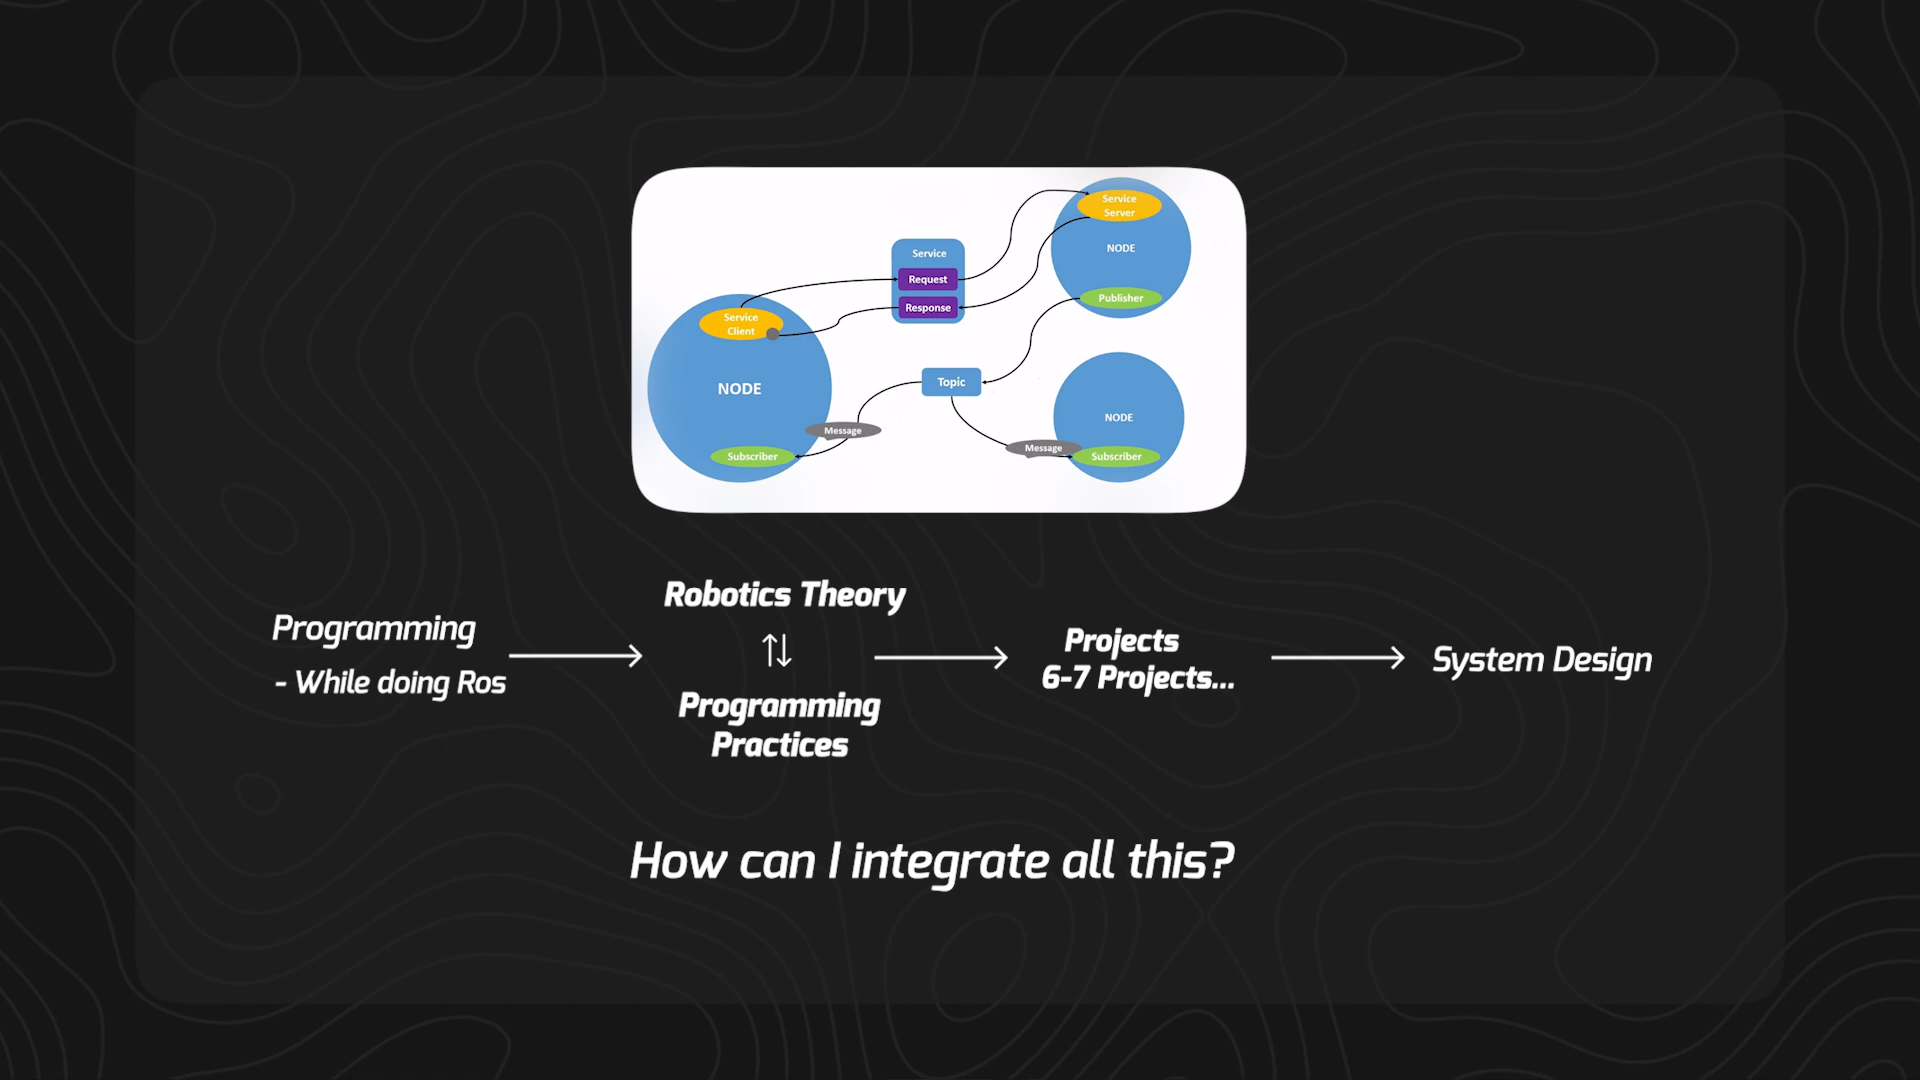 Service
Server
NODE
Service
Request
Response
Publisher
Service
Client
NODE
Topic
NODE
Message
Message
Subscriber
Subscriber
Robotics Theory
Programming
- While doing Ros
Programming
Practices
Projects
6-7 Projects...
System Design
How can I integrate all this?